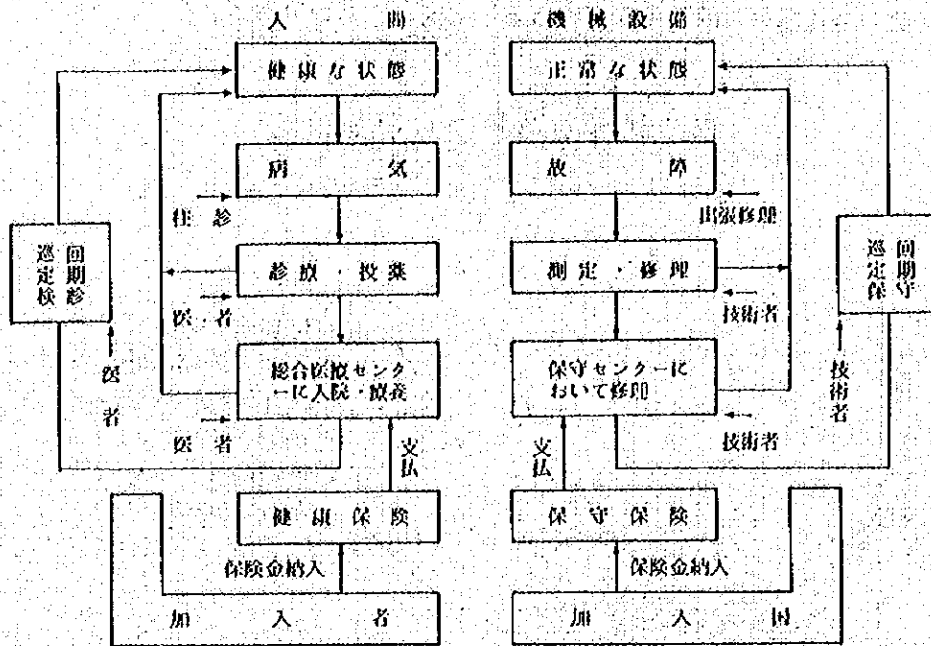 人間
健康な状態
病気
往診
診療・投薬
医者
総合医療センタ
ーに入院・療養
医者
巡回
定期
検診
医者
支払
健康保険
保険金納入
加入者
機械設備
正常な状態
故障
出張修理
測定・修理
技術者
保守センターに
おいて修理
技術者
巡回
定期
保守
技術者
支払
保守保険
保険金納入
加入国